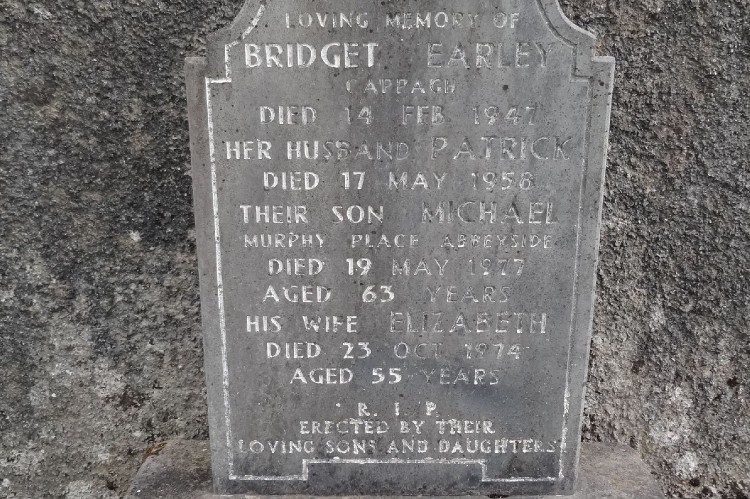 LOVING MEMORY OF
BRIDGET EARLEY
CAPPAGH
DIED 14 FEB 1947
HER HUSBAND PATRICK
DIED 17 MAY 1958
THEIR SON MICHAEL
MURPHY PLACE ABBEYSIDE
DIED 19 MAY 1977
AGED 63 YEARS
HIS WIFE ELIZABETH
DIED 23 OCT 1974
AGED 55 YEARS
R. I. P.
ERECTED BY THEIR
LOVING SONS AND DAUGHTERS